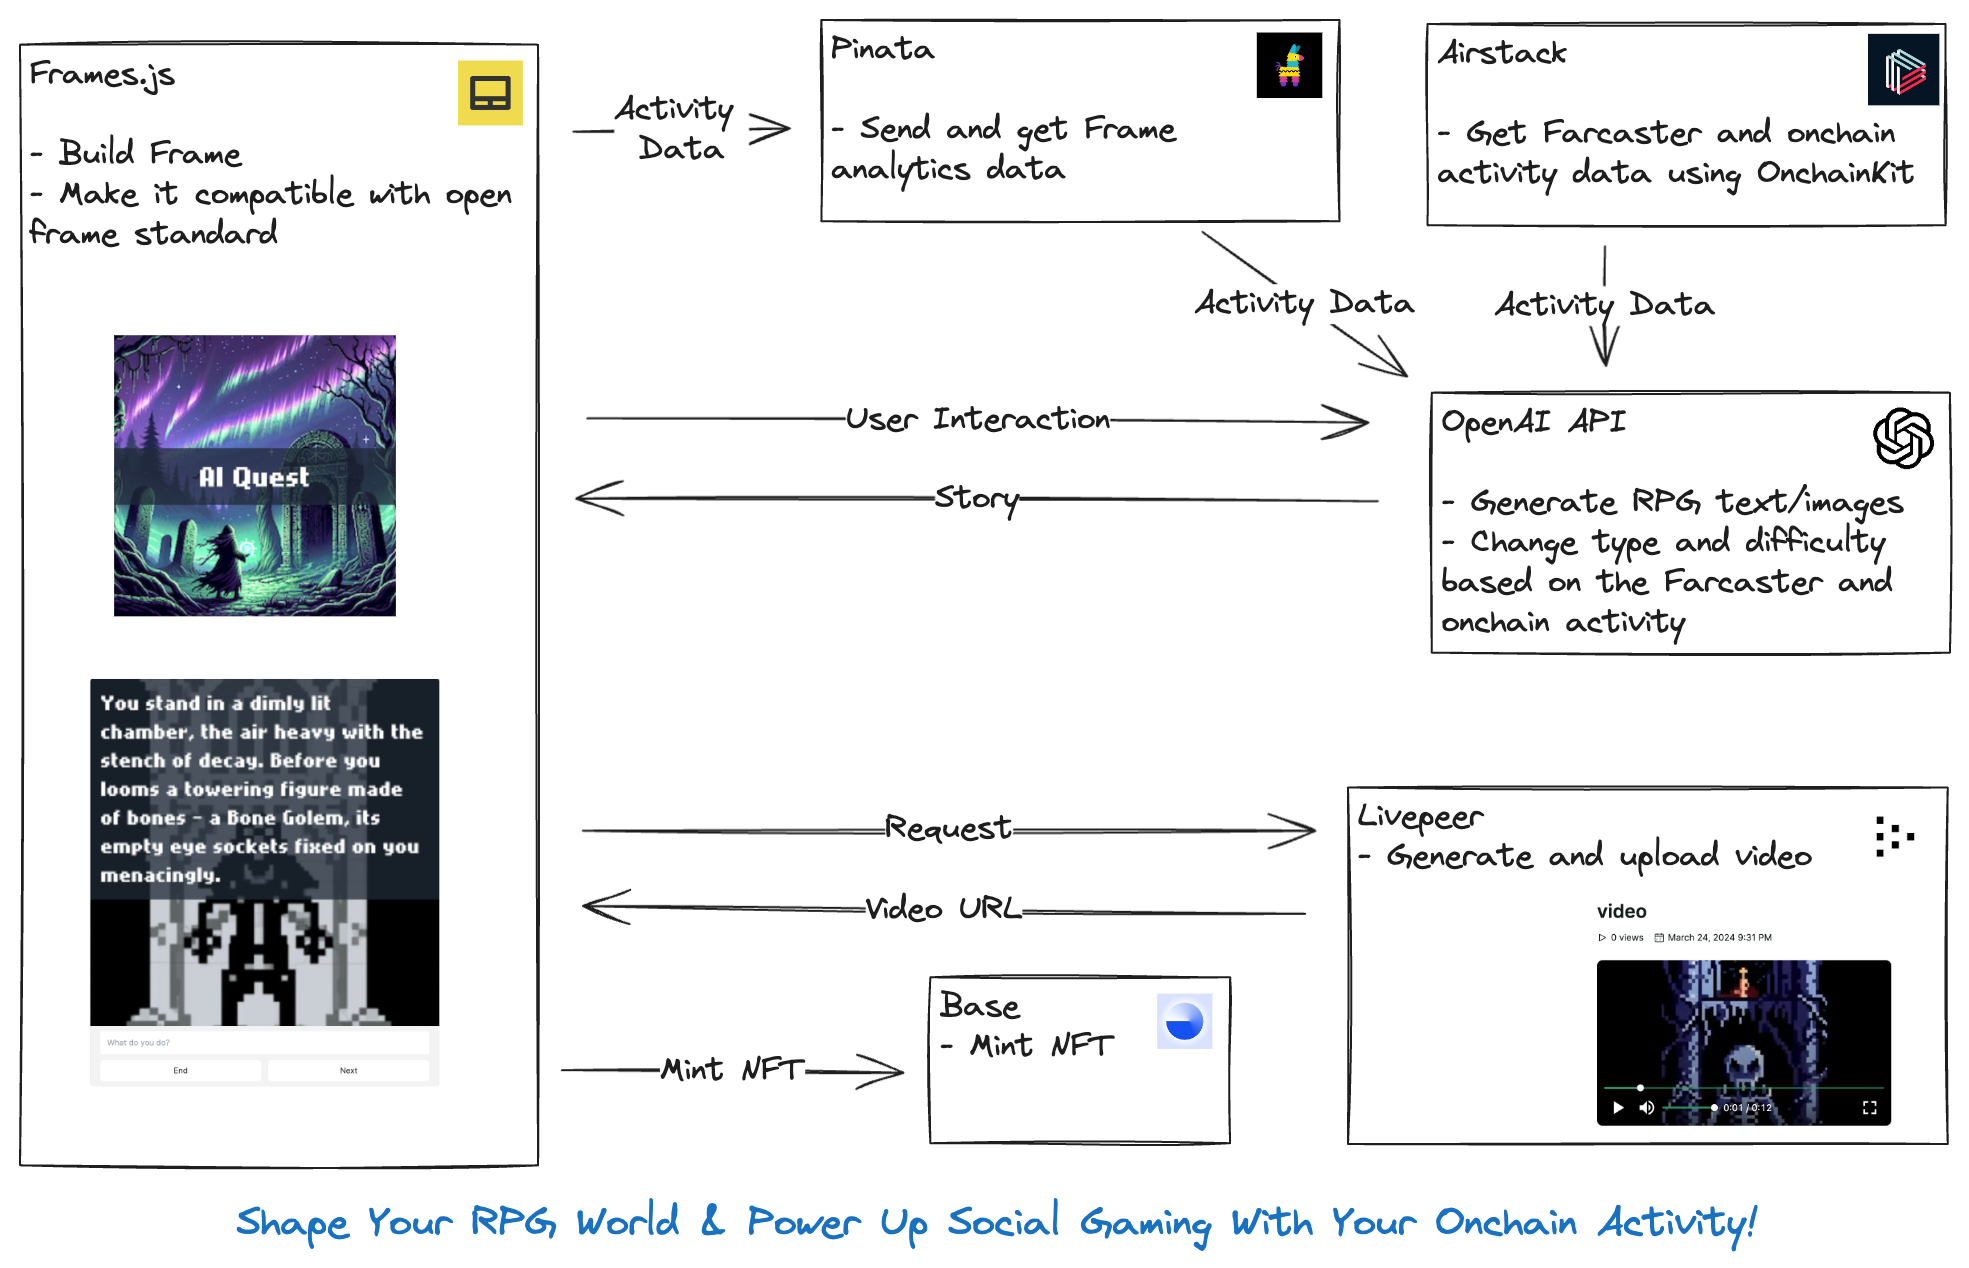 Frames.js
- Build Frame
- Make it compatible with open
frame standard
AI Quest
You stand in a dimly lit
chamber, the air heavy with the
stench of decay. Before you
looms a towering figure made
of bones - a Bone Golem, its
empty eye sockets fixed on you
menacingly.
What do you do?
End
Next
Activity
Data
Pinata
- Send and get Frame
analytics data
Airstack
- Get Farcaster and onchain
activity data using OnchainKit
Activity Data
Activity Data
User Interaction
Story
OpenAI API
- Generate RPG text/images
- Change type and difficulty
based on the Farcaster and
onchain activity
Request
Video URL
Livepeer
- Generate and upload video
video
0 views
March 24, 2024 9:31 PM
0:01 / 0:12
Mint NFT
Base
- Mint NFT
Shape Your RPG World & Power Up Social Gaming With Your Onchain Activity!